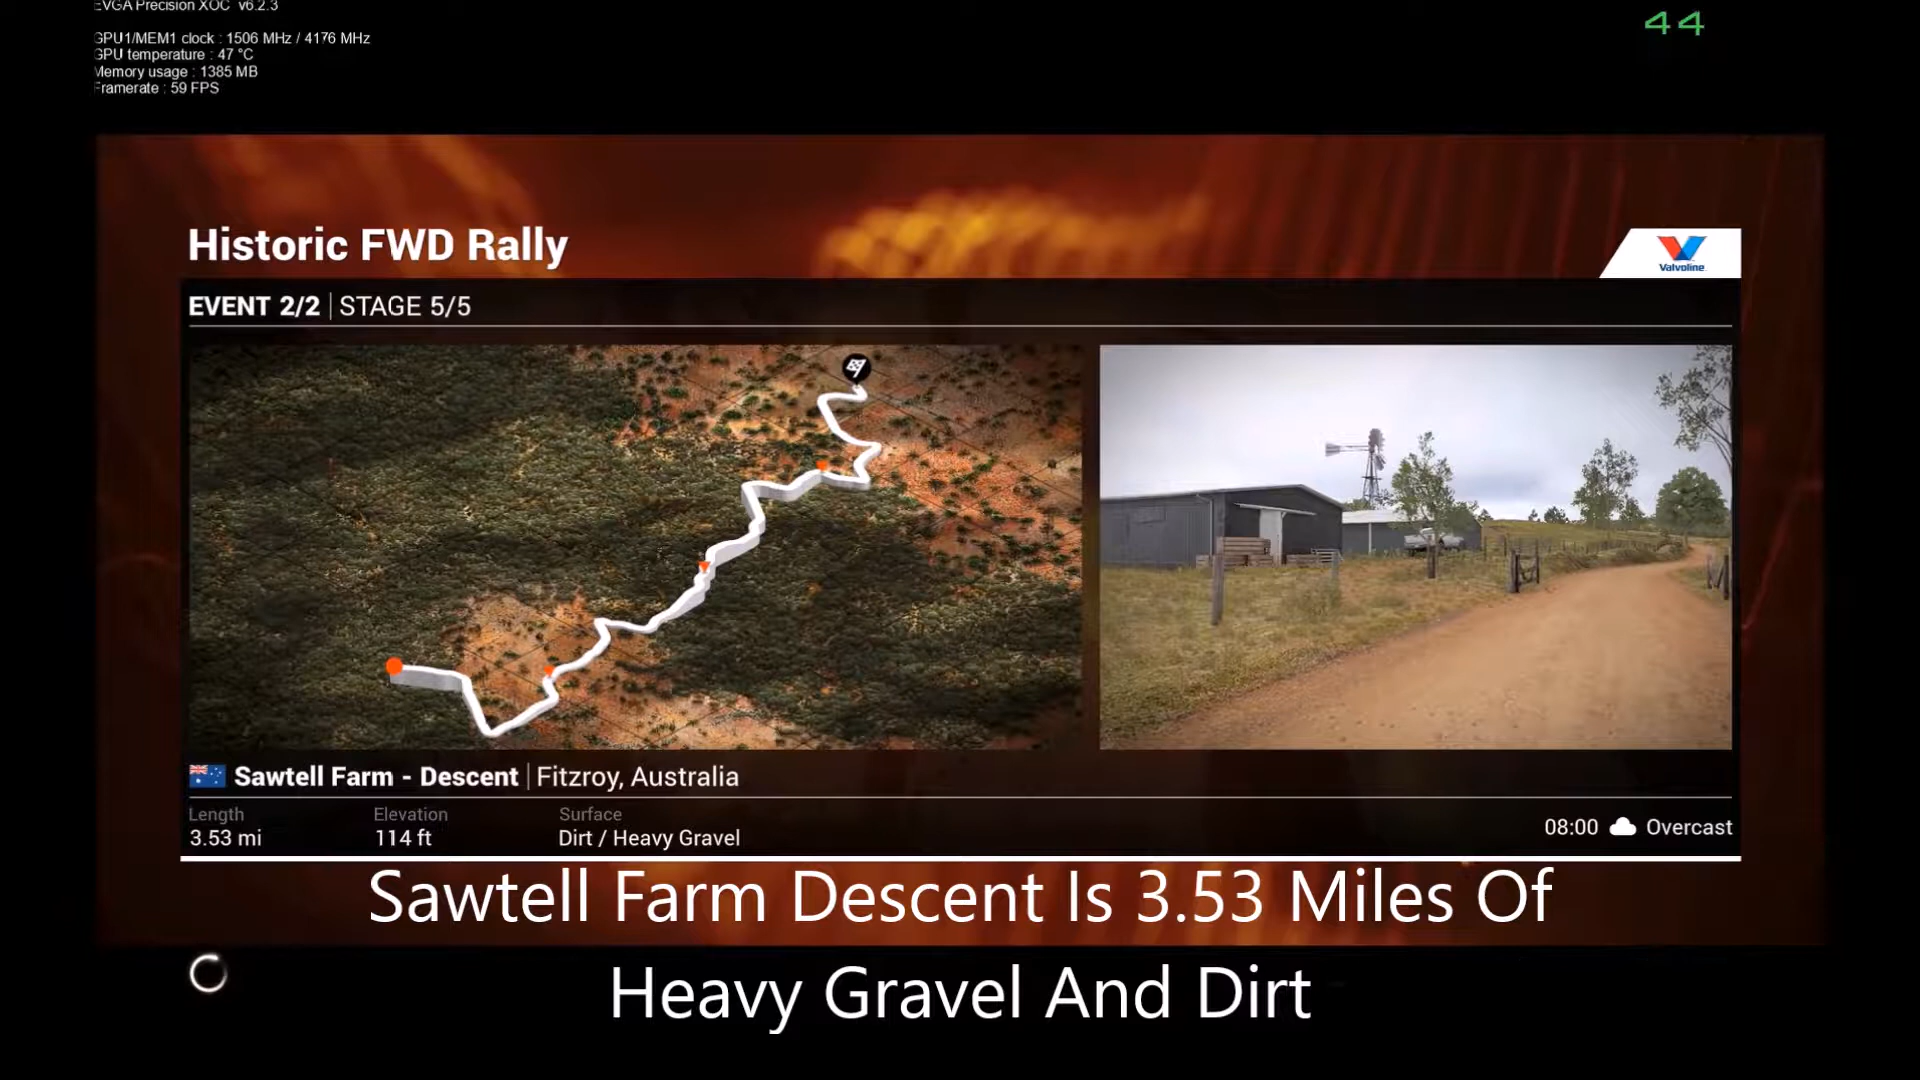 EVGA Precision XOC v6.2.3
44
GPU1/MEM1 clock : 1506 MHz / 4176 MHz
GPU temperature : 47 °C
Memory usage : 1385 MB
Framerate : 59 FPS
Historic FWD Rally
Valvoline
EVENT 2/2 | STAGE 5/5
Sawtell Farm - Descent | Fitzroy, Australia
Length Elevation Surface
3.53 mi 114 ft Dirt / Heavy Gravel 08:00 Overcast
Sawtell Farm Descent Is 3.53 Miles Of
Heavy Gravel And Dirt